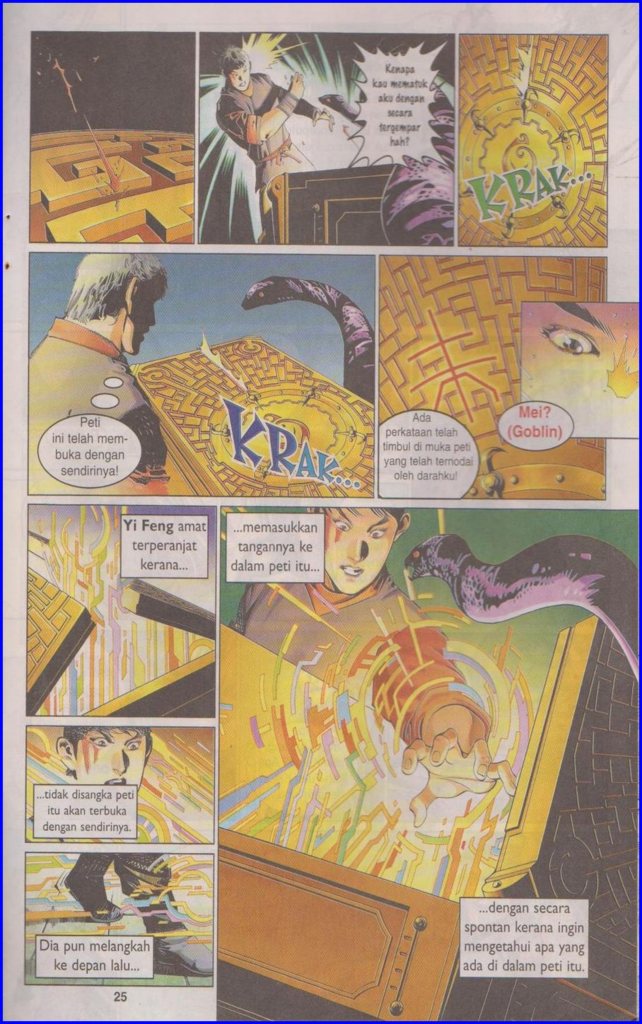 Kenapa
kau mematuk
aku dengan
secara
tergempar
hah?
KRAK...
Peti
ini telah mem-
buka dengan
sendirinya!
KRAK...
Ada
perkataan telah
timbul di muka peti
yang telah ternodai
oleh darahku!
Mei?
(Goblin)
Yi Feng amat
terperanjat
kerana...
...tidak disangka peti
itu akan terbuka
dengan sendirinya.
Dia pun melangkah
ke depan lalu...
...memasukkan
tangannya ke
dalam peti itu...
...dengan secara
spontan kerana ingin
mengetahui apa yang
ada di dalam peti itu.
25